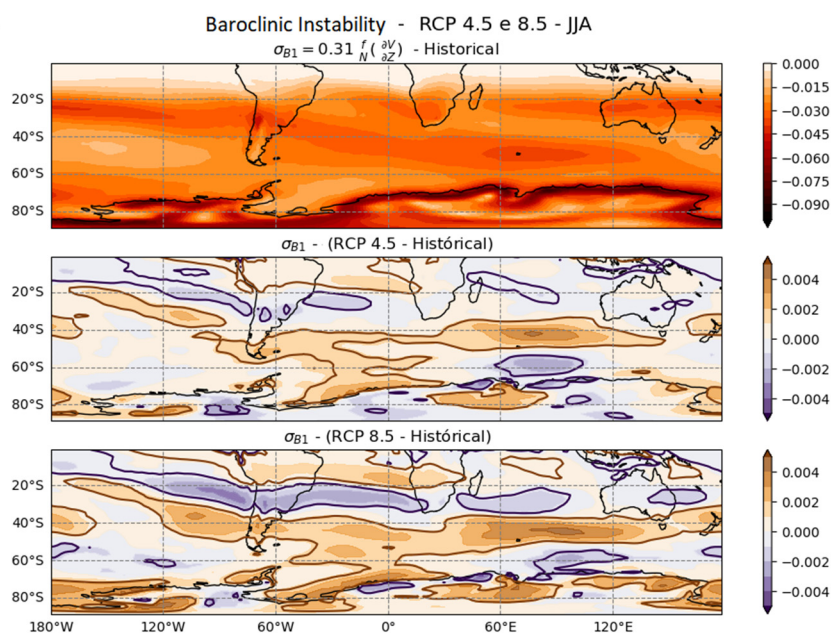 Baroclinic Instability - RCP 4.5 e 8.5 - JJA
σ_B1 = 0.31 f/N (∂V/∂Z) - Historical
20°S
40°S
60°S
80°S
0.000
−0.015
−0.030
−0.045
−0.060
−0.075
−0.090
σ_B1 - (RCP 4.5 - Histórical)
20°S
40°S
60°S
80°S
0.004
0.002
0.000
−0.002
−0.004
σ_B1 - (RCP 8.5 - Histórical)
20°S
40°S
60°S
80°S
0.004
0.002
0.000
−0.002
−0.004
180°W 120°W 60°W 0° 60°E 120°E